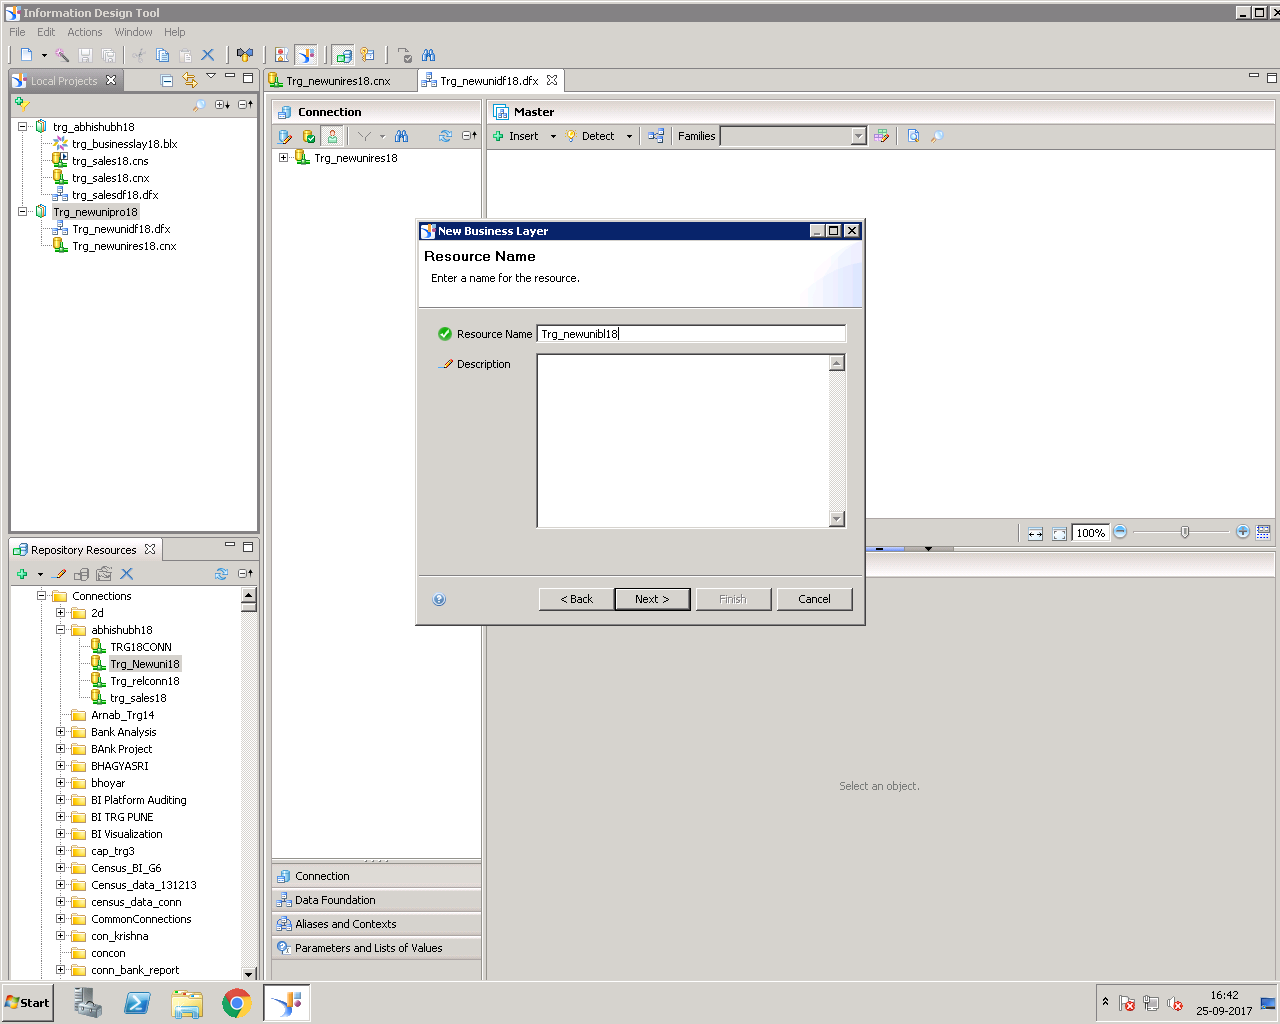 Information Design Tool
File Edit Actions Window Help
Local Projects
trg_abhishubh18
trg_businesslay18.blx
trg_sales18.cns
trg_sales18.cnx
trg_salesdf18.dfx
Trg_newunipro18
Trg_newunidf18.dfx
Trg_newunires18.cnx
Repository Resources
Connections
2d
abhishubh18
TRG18CONN
Trg_Newuni18
Trg_relconn18
trg_sales18
Arnab_Trg14
Bank Analysis
BAnk Project
BHAGYASRI
bhoyar
BI Platform Auditing
BI TRG PUNE
BI Visualization
cap_trg3
Census_BI_G6
Census_data_131213
census_data_conn
CommonConnections
con_krishna
concon
conn_bank_report
Trg_newunires18.cnx Trg_newunidf18.dfx
Connection
Trg_newunires18
Connection
Data Foundation
Aliases and Contexts
Parameters and Lists of Values
Master
Insert Detect Families
New Business Layer
Resource Name
Enter a name for the resource.
Resource Name Trg_newunibl18
Description
< Back Next > Finish Cancel
100%
Select an object.
Start
16:42
25-09-2017